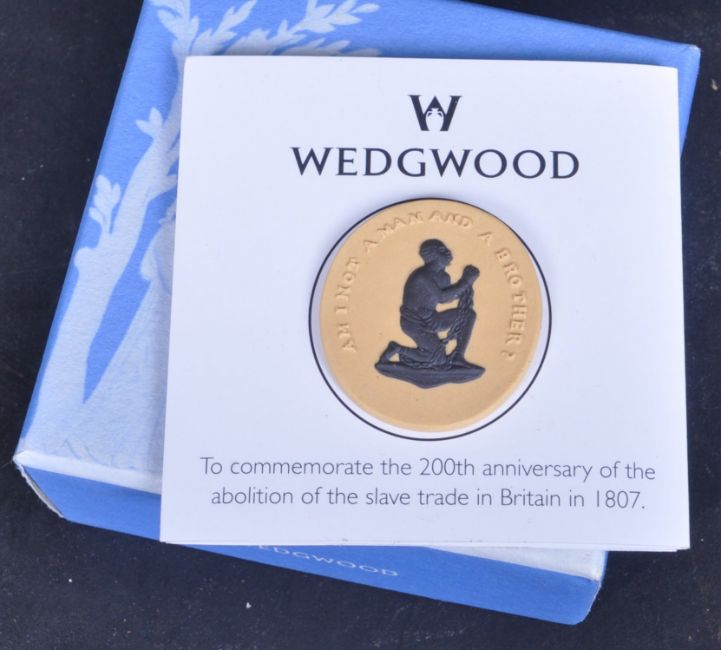 WEDGWOOD
AM I NOT A MAN AND A BROTHER?
To commemorate the 200th anniversary of the
abolition of the slave trade in Britain in 1807.
WEDGWOOD